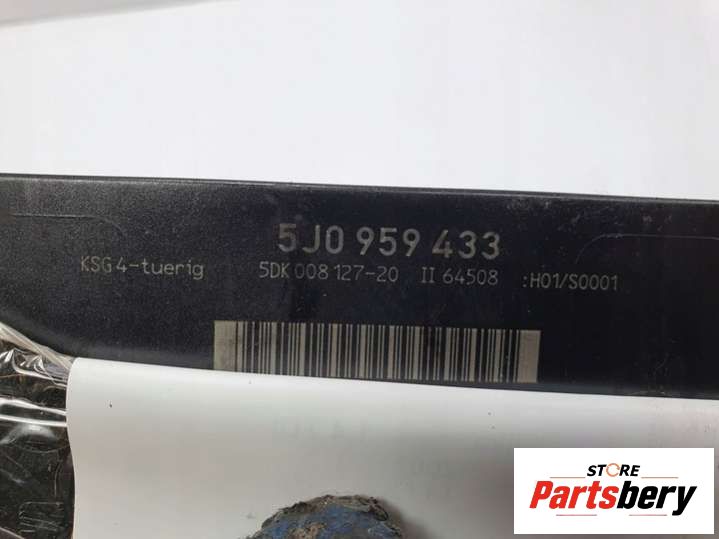 5J0 959 433
KSG 4-tuerig 5DK 008 127-20 II 64508 :H01/S0001
STORE
Partsbery